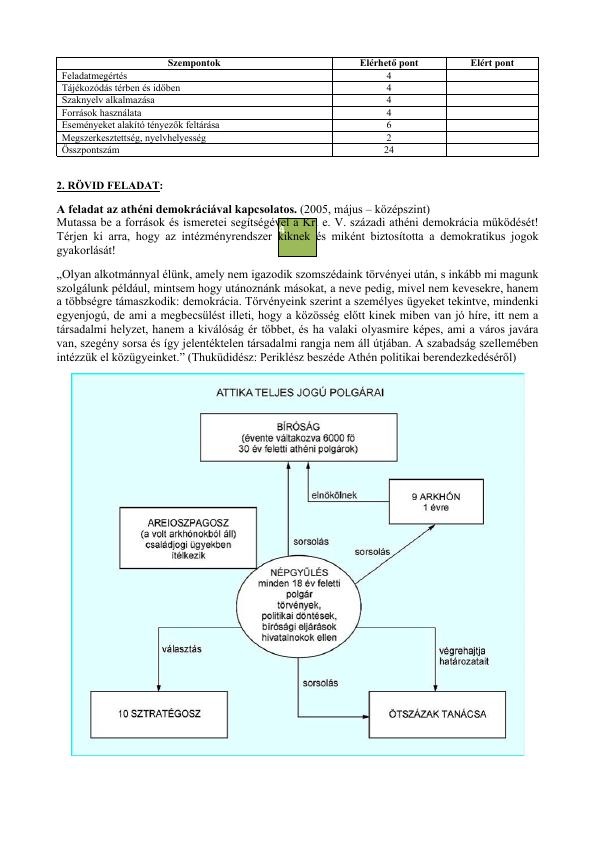 Szempontok Elérhető pont Elért pont
Feladatmegértés 4
Tájékozódás térben és időben 4
Szaknyelv alkalmazása 4
Források használata 4
Eseményeket alakító tényezők feltárása 6
Megszerkesztettség, nyelvhelyesség 2
Összpontszám 24
2. RÖVID FELADAT:
A feladat az athéni demokráciával kapcsolatos. (2005, május – középszint)
Mutassa be a források és ismeretei segítségével a Kr. e. V. századi athéni demokrácia működését!
Térjen ki arra, hogy az intézményrendszer kiknek és miként biztosította a demokratikus jogok
gyakorlását!
„Olyan alkotmánnyal élünk, amely nem igazodik szomszédaink törvényei után, s inkább mi magunk
szolgálunk például, mintsem hogy utánoznánk másokat, a neve pedig, mivel nem kevesekre, hanem
a többségre támaszkodik: demokrácia. Törvényeink szerint a személyes ügyeket tekintve, mindenki
egyenjogú, de ami a megbecsülést illeti, hogy a közösség előtt kinek miben van jó híre, itt nem a
társadalmi helyzet, hanem a kiválóság ér többet, és ha valaki olyasmire képes, ami a város javára
van, szegény sorsa és így jelentéktelen társadalmi rangja nem áll útjában. A szabadság szellemében
intézzük el közügyeinket.” (Thuküdidész: Periklész beszéde Athén politikai berendezkedéséről)
ATTIKA TELJES JOGÚ POLGÁRAI
BÍRÓSÁG
(évente váltakozva 6000 fő
30 év feletti athéni polgárok)
elnökölnek
9 ARKHÓN
1 évre
AREIOSZPAGOSZ
(a volt arkhónokból áll)
családjogi ügyekben
ítélkezik
sorsolás
sorsolás
NÉPGYŰLÉS
minden 18 év feletti
polgár
törvények,
politikai döntések,
bírósági eljárások
hivatalnokok ellen
választás
végrehajtja
határozatait
sorsolás
10 SZTRATÉGOSZ
ÖTSZÁZAK TANÁCSA